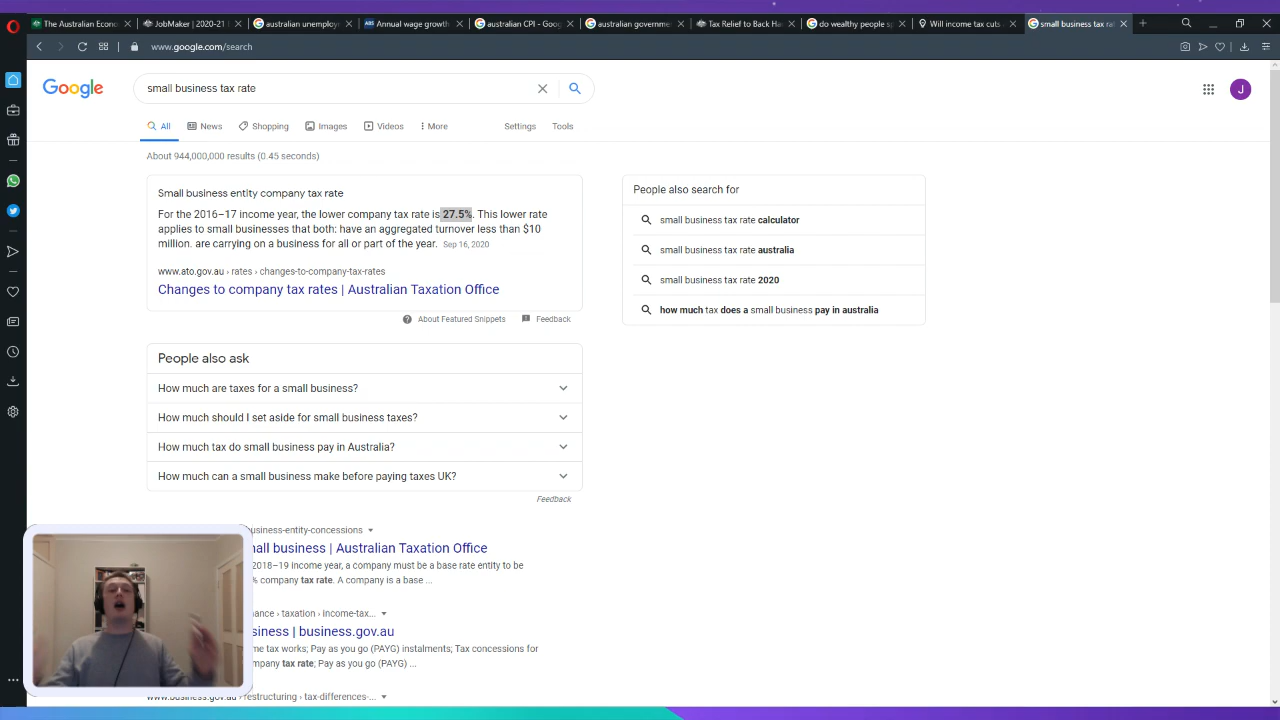 The Australian Econ
JobMaker | 2020-21 B
australian unemploym
ABS Annual wage growth
australian CPI - Goog
australian governme
Tax Relief to Back Har
do wealthy people sp
Will income tax cuts
small business tax ra
www.google.com/search
Google
small business tax rate
J
All
News
Shopping
Images
Videos
More
Settings
Tools
About 944,000,000 results (0.45 seconds)
Small business entity company tax rate
For the 2016–17 income year, the lower company tax rate is 27.5%. This lower rate
applies to small businesses that both: have an aggregated turnover less than $10
million. are carrying on a business for all or part of the year. Sep 16, 2020
www.ato.gov.au › rates › changes-to-company-tax-rates
Changes to company tax rates | Australian Taxation Office
About Featured Snippets
Feedback
People also search for
small business tax rate calculator
small business tax rate australia
small business tax rate 2020
how much tax does a small business pay in australia
People also ask
How much are taxes for a small business?
How much should I set aside for small business taxes?
How much tax do small business pay in Australia?
How much can a small business make before paying taxes UK?
Feedback
usiness-entity-concessions
nall business | Australian Taxation Office
2018–19 income year, a company must be a base rate entity to be
% company tax rate. A company is a base ...
nance › taxation › income-tax...
siness | business.gov.au
me tax works; Pay as you go (PAYG) instalments; Tax concessions for
mpany tax rate; Pay as you go (PAYG) ...
www.business.gov.au › restructuring › tax-differences-...